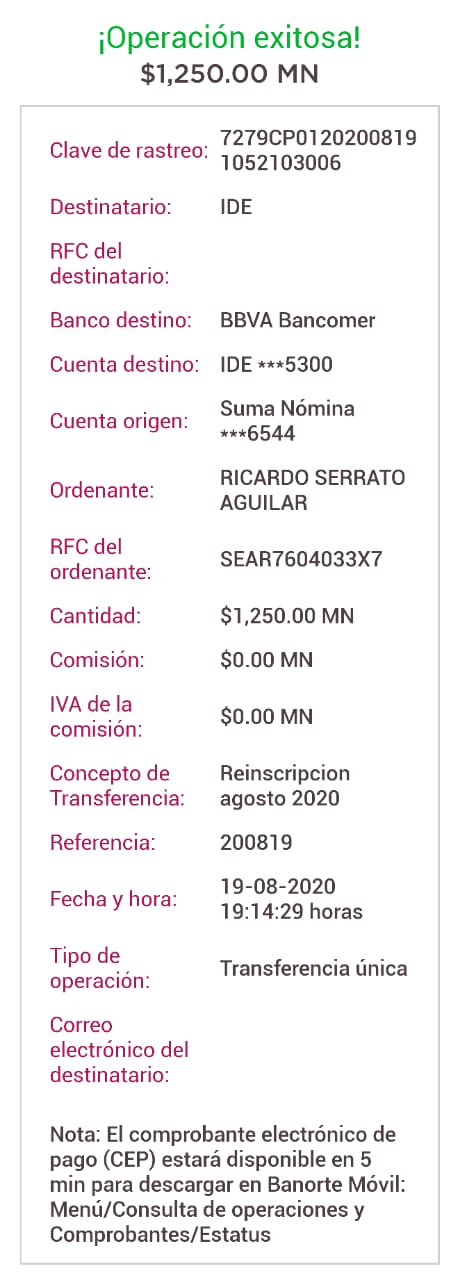 ¡Operación exitosa!
$1,250.00 MN
Clave de rastreo: 7279CP0120200819
1052103006
Destinatario: IDE
RFC del
destinatario:
Banco destino: BBVA Bancomer
Cuenta destino: IDE ***5300
Cuenta origen: Suma Nómina
***6544
Ordenante: RICARDO SERRATO
AGUILAR
RFC del
ordenante: SEAR7604033X7
Cantidad: $1,250.00 MN
Comisión: $0.00 MN
IVA de la
comisión: $0.00 MN
Concepto de Reinscripcion
Transferencia: agosto 2020
Referencia: 200819
Fecha y hora: 19-08-2020
19:14:29 horas
Tipo de
operación: Transferencia única
Correo
electrónico del
destinatario:
Nota: El comprobante electrónico de
pago (CEP) estará disponible en 5
min para descargar en Banorte Móvil:
Menú/Consulta de operaciones y
Comprobantes/Estatus